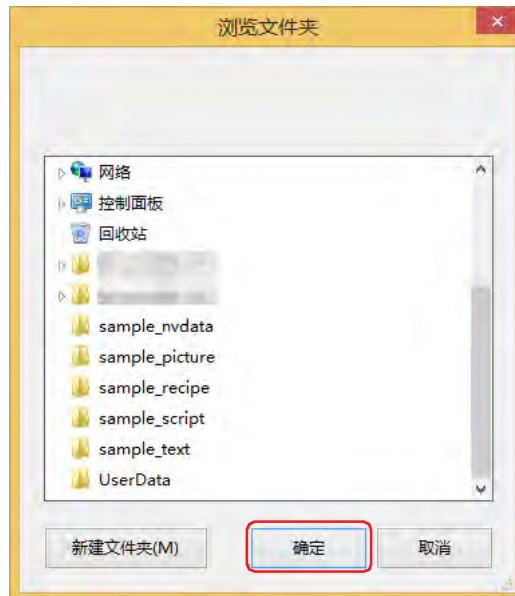 浏览文件夹
网络
控制面板
回收站
sample_nvdata
sample_picture
sample_recipe
sample_script
sample_text
UserData
新建文件夹(M)
确定
取消